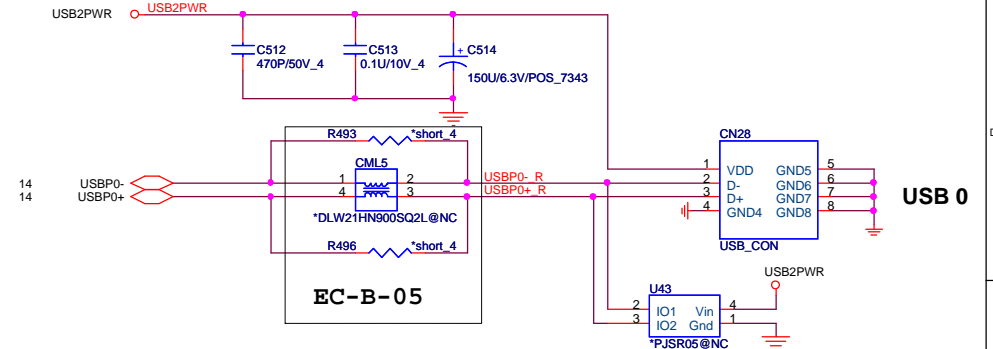 USB2PWR
USB2PWR
C512
470P/50V_4
C513
0.1U/10V_4
+
C514
150U/6.3V/POS_7343
R493
*short_4
CML5
1
2
4
3
*DLW21HN900SQ2L@NC
R496
*short_4
EC-B-05
14
USBP0-
14
USBP0+
USBP0-_R
USBP0+_R
CN28
1
VDD
GND5
5
2
D-
GND6
6
3
D+
GND7
7
4
GND4
GND8
8
USB_CON
USB 0
USB2PWR
U43
2
IO1
Vin
4
3
IO2
Gnd
1
*PJSR05@NC